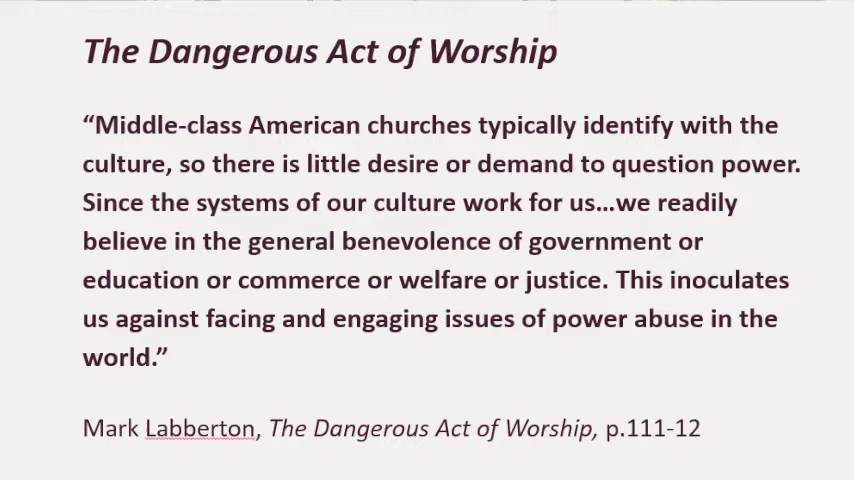 The Dangerous Act of Worship
“Middle-class American churches typically identify with the
culture, so there is little desire or demand to question power.
Since the systems of our culture work for us…we readily
believe in the general benevolence of government or
education or commerce or welfare or justice. This inoculates
us against facing and engaging issues of power abuse in the
world.”
Mark Labberton, The Dangerous Act of Worship, p.111-12